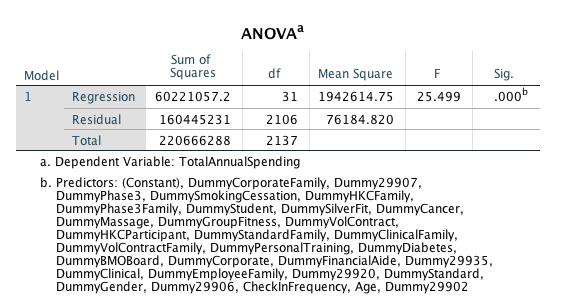 ANOVAa
Sum of
Model Squares df Mean Square F Sig.
1 Regression 60221057.2 31 1942614.75 25.499 .000b
Residual 160445231 2106 76184.820
Total 220666288 2137
a. Dependent Variable: TotalAnnualSpending
b. Predictors: (Constant), DummyCorporateFamily, Dummy29907,
DummyPhase3, DummySmokingCessation, DummyHKCFamily,
DummyPhase3Family, DummyStudent, DummySilverFit, DummyCancer,
DummyMassage, DummyGroupFitness, DummyVolContract,
DummyHKCParticipant, DummyStandardFamily, DummyClinicalFamily,
DummyVolContractFamily, DummyPersonalTraining, DummyDiabetes,
DummyBMOBoard, DummyCorporate, DummyFinancialAide, Dummy29935,
DummyClinical, DummyEmployeeFamily, Dummy29920, DummyStandard,
DummyGender, Dummy29906, CheckInFrequency, Age, Dummy29902